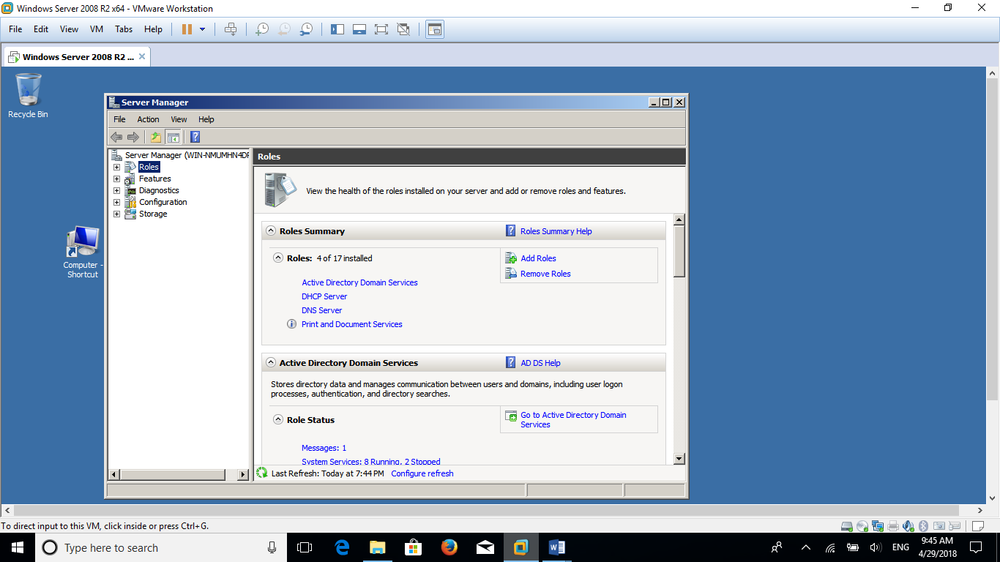 Windows Server 2008 R2 x64 - VMware Workstation
File Edit View VM Tabs Help
Windows Server 2008 R2 ...
Recycle Bin
Computer -
Shortcut
Server Manager
File Action View Help
Server Manager (WIN-NMUMHN4DF
Roles
Features
Diagnostics
Configuration
Storage
Roles
View the health of the roles installed on your server and add or remove roles and features.
Roles Summary
Roles Summary Help
Roles: 4 of 17 installed
Add Roles
Remove Roles
Active Directory Domain Services
DHCP Server
DNS Server
Print and Document Services
Active Directory Domain Services
AD DS Help
Stores directory data and manages communication between users and domains, including user logon
processes, authentication, and directory searches.
Role Status
Go to Active Directory Domain
Services
Messages: 1
System Services: 8 Running, 2 Stopped
Last Refresh: Today at 7:44 PM Configure refresh
To direct input to this VM, click inside or press Ctrl+G.
Type here to search
ENG
9:45 AM
4/29/2018